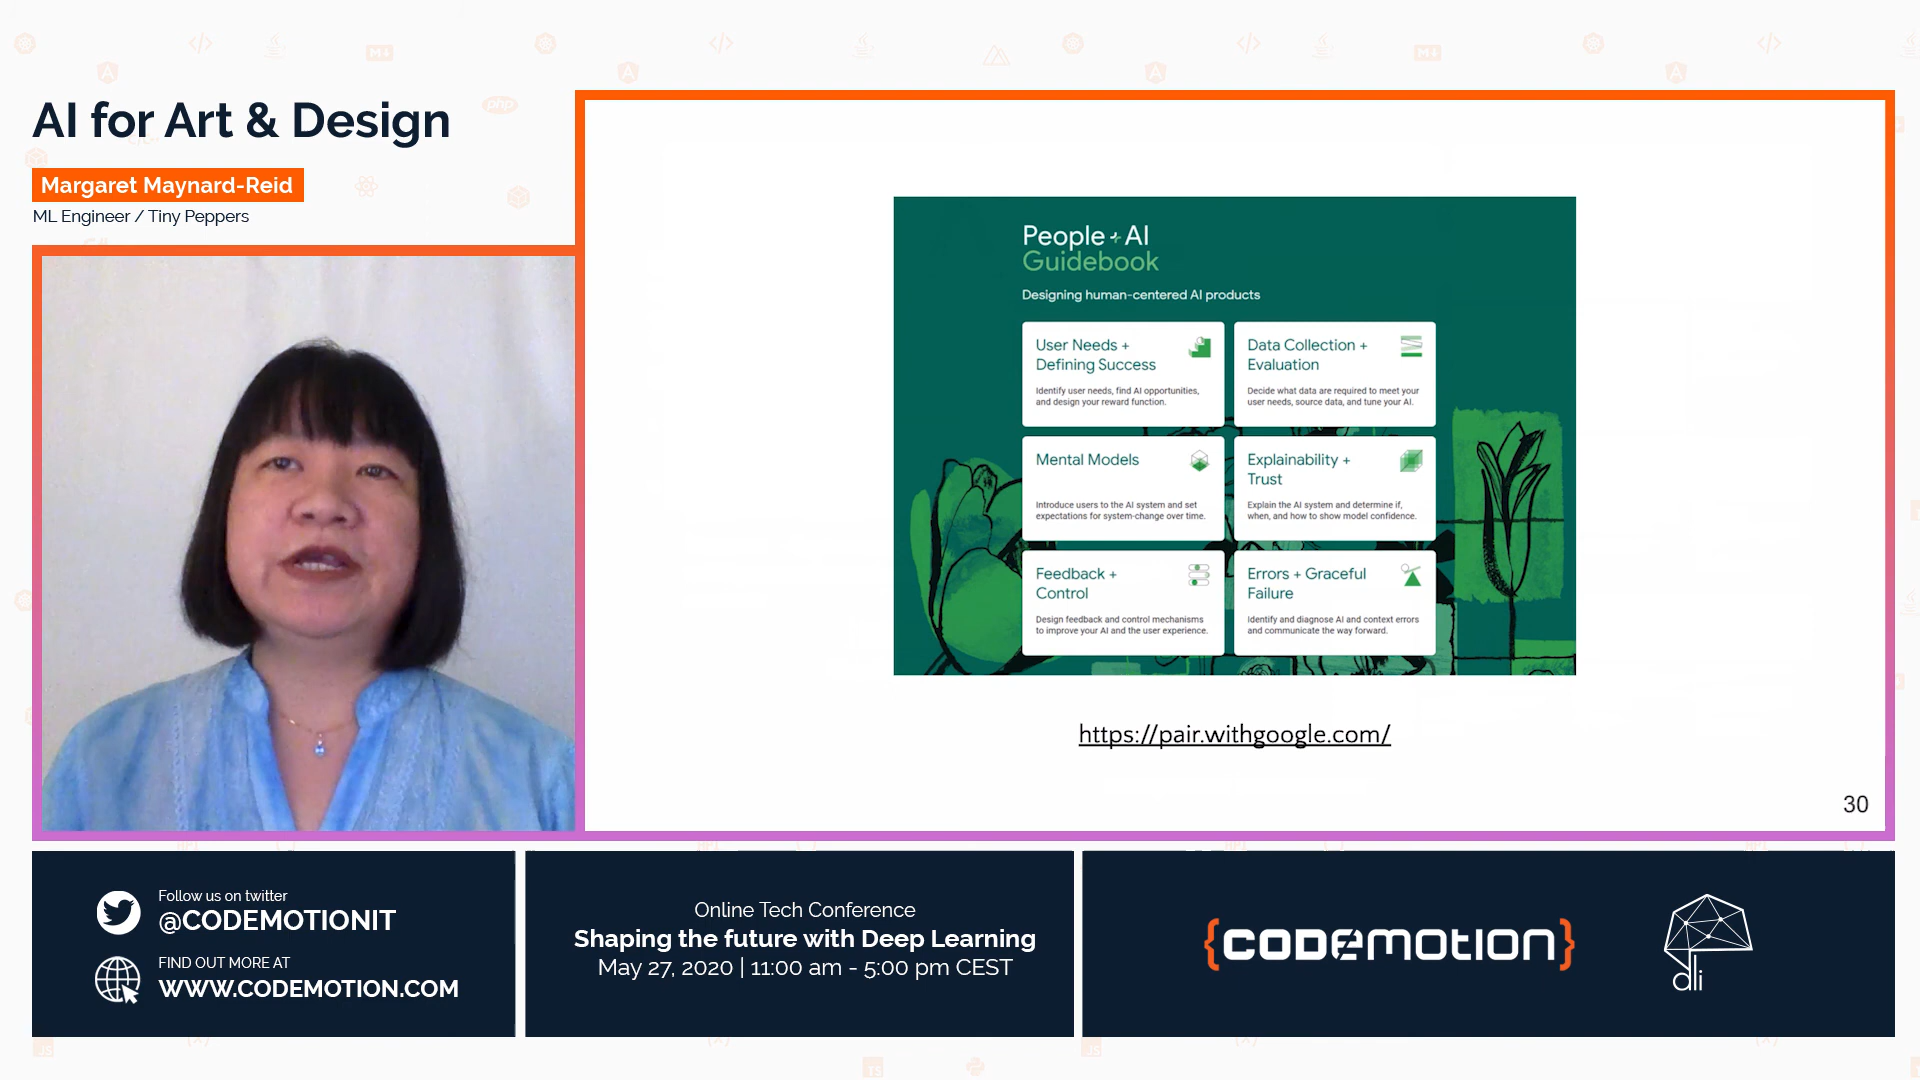 AI for Art & Design
Margaret Maynard-Reid
ML Engineer / Tiny Peppers
People + AI
Guidebook
Designing human-centered AI products
User Needs +
Defining Success
Identify user needs, find AI opportunities,
and design your reward function.
Data Collection +
Evaluation
Decide what data are required to meet your
user needs, source data, and tune your AI.
Mental Models
Introduce users to the AI system and set
expectations for system-change over time.
Explainability +
Trust
Explain the AI system and determine if,
when, and how to show model confidence.
Feedback +
Control
Design feedback and control mechanisms
to improve your AI and the user experience.
Errors + Graceful
Failure
Identify and diagnose AI and context errors
and communicate the way forward.
https://pair.withgoogle.com/
30
Follow us on twitter
@CODEMOTIONIT
FIND OUT MORE AT
WWW.CODEMOTION.COM
Online Tech Conference
Shaping the future with Deep Learning
May 27, 2020 | 11:00 am - 5:00 pm CEST
{CODEMOTION}
dli